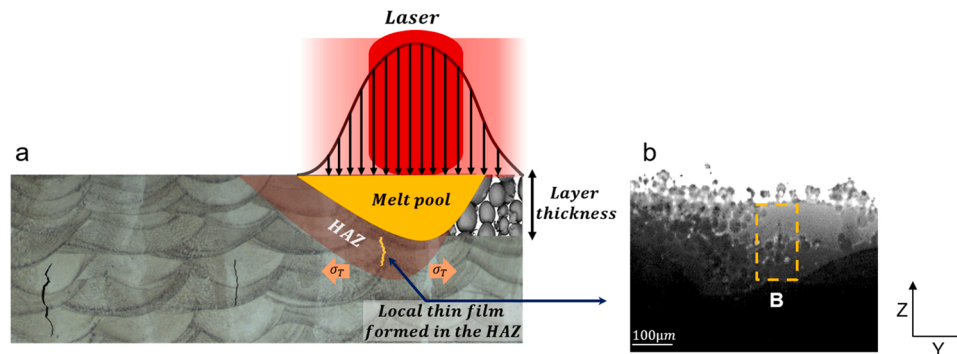 Laser
a
b
Melt pool
Layer
thickness
HAZ
σT
σT
Local thin film
formed in the HAZ
B
100μm
Z
Y